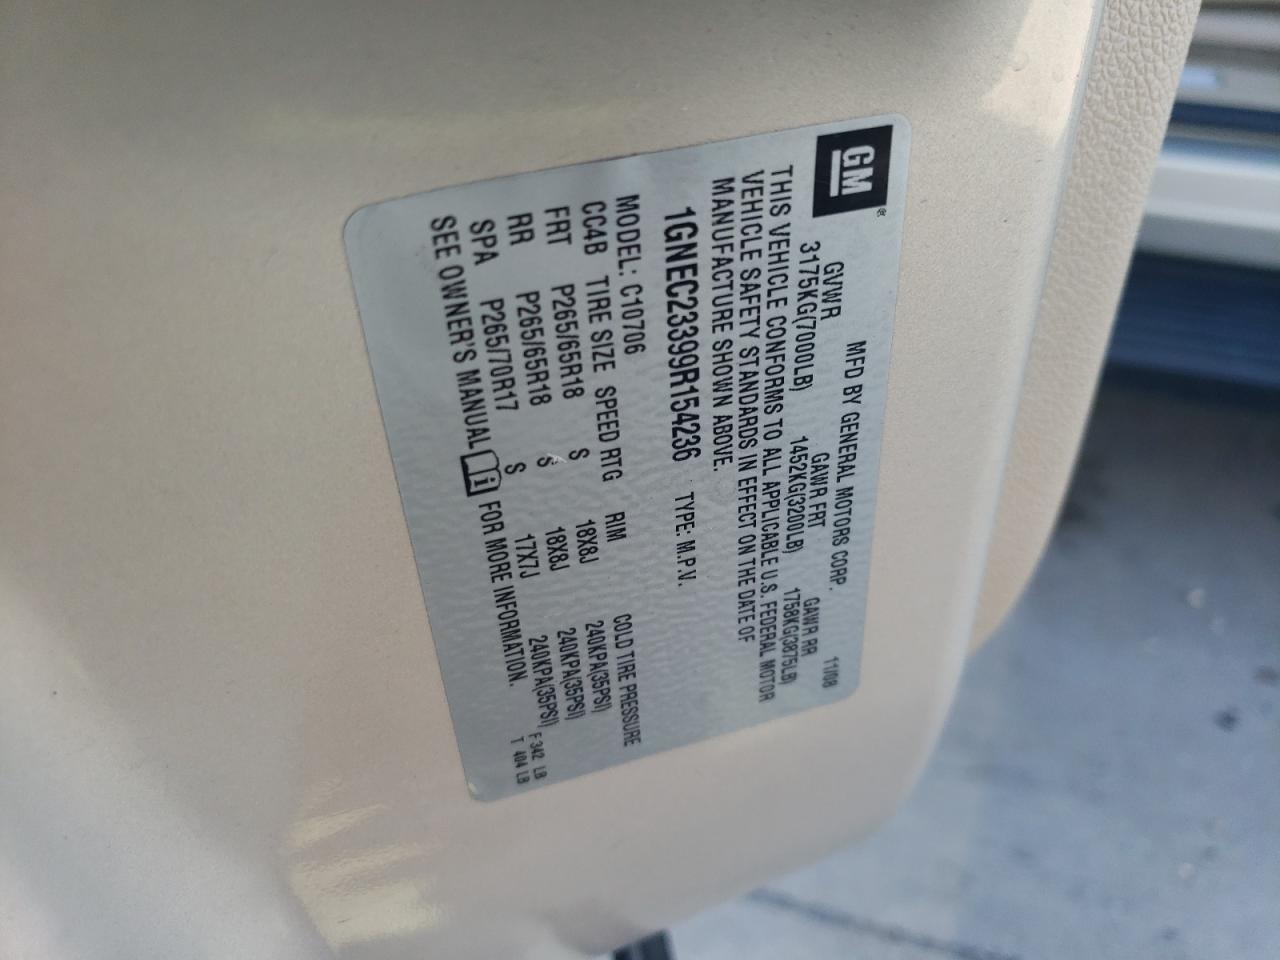 GM
MFD BY GENERAL MOTORS CORP. 11/08
GVWR GAWR FRT GAWR RR
3175KG(7000LB) 1452KG(3200LB) 1758KG(3875LB)
THIS VEHICLE CONFORMS TO ALL APPLICABLE U.S. FEDERAL MOTOR
VEHICLE SAFETY STANDARDS IN EFFECT ON THE DATE OF
MANUFACTURE SHOWN ABOVE.
1GNEC23399R154236 TYPE: M.P.V.
MODEL: C10706
CC4B TIRE SIZE SPEED RTG RIM COLD TIRE PRESSURE
FRT P265/65R18 S 18X8J 240KPA(35PSI)
RR P265/65R18 S 18X8J 240KPA(35PSI)
SPA P265/70R17 S 17X7J 240KPA(35PSI)
SEE OWNER'S MANUAL i FOR MORE INFORMATION.
F 342 LB
T 404 LB